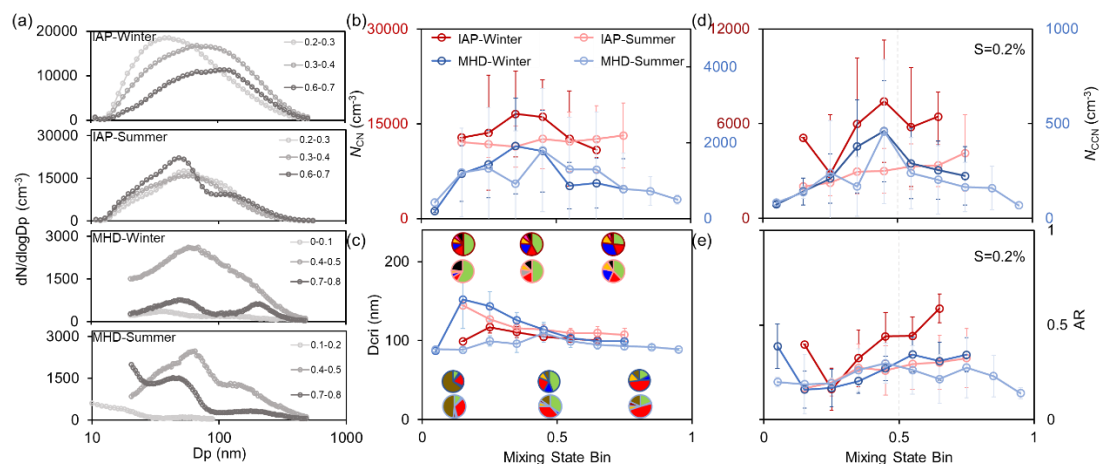 (a)
IAP-Winter
20000
15000
10000
5000
0
0.2-0.3
0.3-0.4
0.6-0.7
IAP-Summer
30000
15000
0
0.2-0.3
0.3-0.4
0.6-0.7
MHD-Winter
3000
1500
0
0-0.1
0.4-0.5
0.7-0.8
MHD-Summer
3000
1500
0
0.1-0.2
0.4-0.5
0.7-0.8
dN/dlogDp (cm-3)
10 100 1000
Dp (nm)
(b)
30000
15000
0
NCN (cm-3)
IAP-Winter IAP-Summer
MHD-Winter MHD-Summer
4000
2000
0
(c)
200
100
0
Dcri (nm)
0 0.5 1
Mixing State Bin
(d)
12000
6000
0
S=0.2%
1000
500
0
NCCN (cm-3)
(e)
S=0.2%
1
0.5
0
AR
0 0.5 1
Mixing State Bin